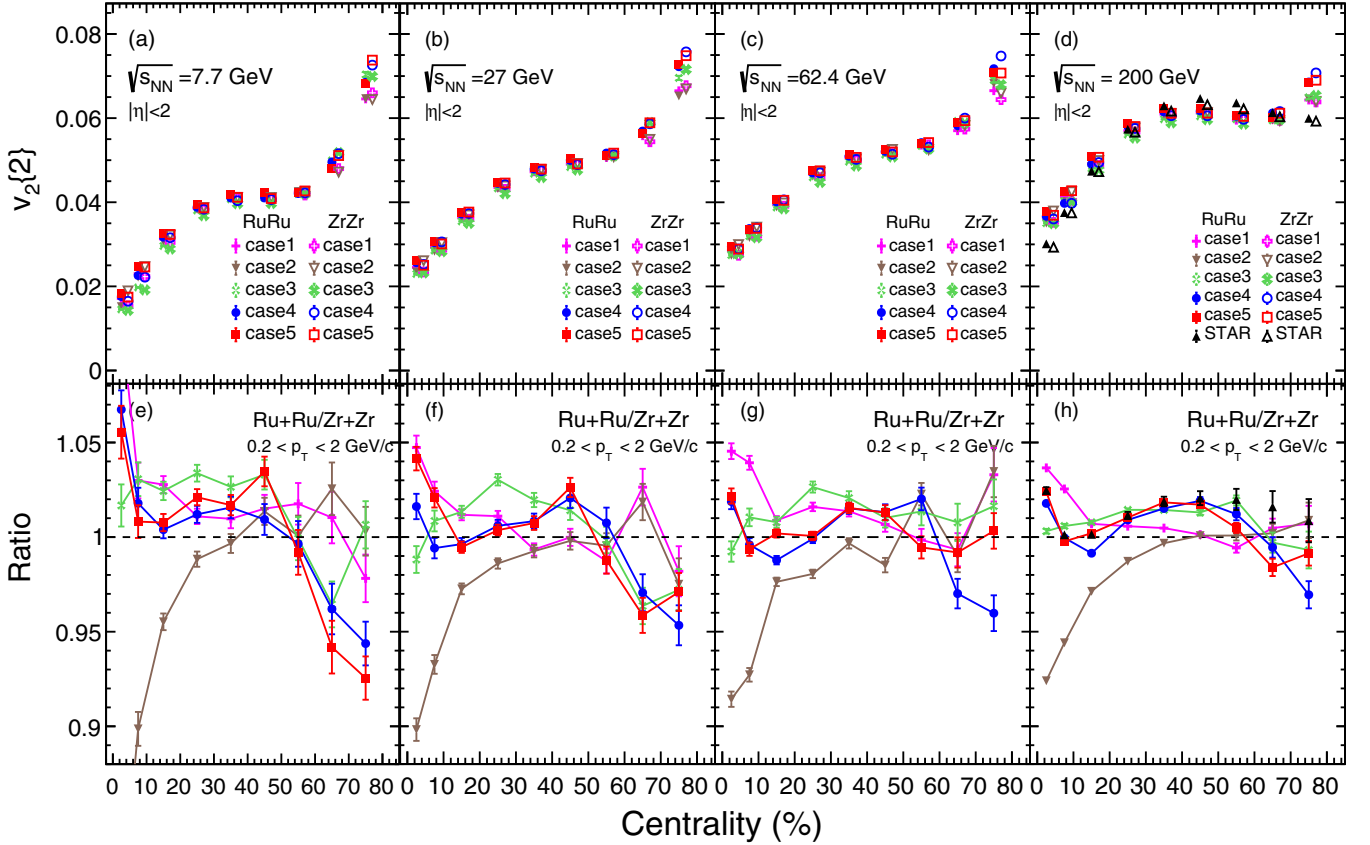 v₂{2}
0.08
0.06
0.04
0.02
0
(a)
√sNN =7.7 GeV
|η|<2
RuRu ZrZr
case1 case1
case2 case2
case3 case3
case4 case4
case5 case5
(b)
√sNN =27 GeV
|η|<2
RuRu ZrZr
case1 case1
case2 case2
case3 case3
case4 case4
case5 case5
(c)
√sNN =62.4 GeV
|η|<2
RuRu ZrZr
case1 case1
case2 case2
case3 case3
case4 case4
case5 case5
(d)
√sNN = 200 GeV
|η|<2
RuRu ZrZr
case1 case1
case2 case2
case3 case3
case4 case4
case5 case5
STAR STAR
Ratio
1.05
1
0.95
0.9
(e)
Ru+Ru/Zr+Zr
0.2 < pT < 2 GeV/c
0 10 20 30 40 50 60 70 80
(f)
Ru+Ru/Zr+Zr
0.2 < pT < 2 GeV/c
10 20 30 40 50 60 70 80
(g)
Ru+Ru/Zr+Zr
0.2 < pT < 2 GeV/c
10 20 30 40 50 60 70 80
(h)
Ru+Ru/Zr+Zr
0.2 < pT < 2 GeV/c
10 20 30 40 50 60 70 80
Centrality (%)